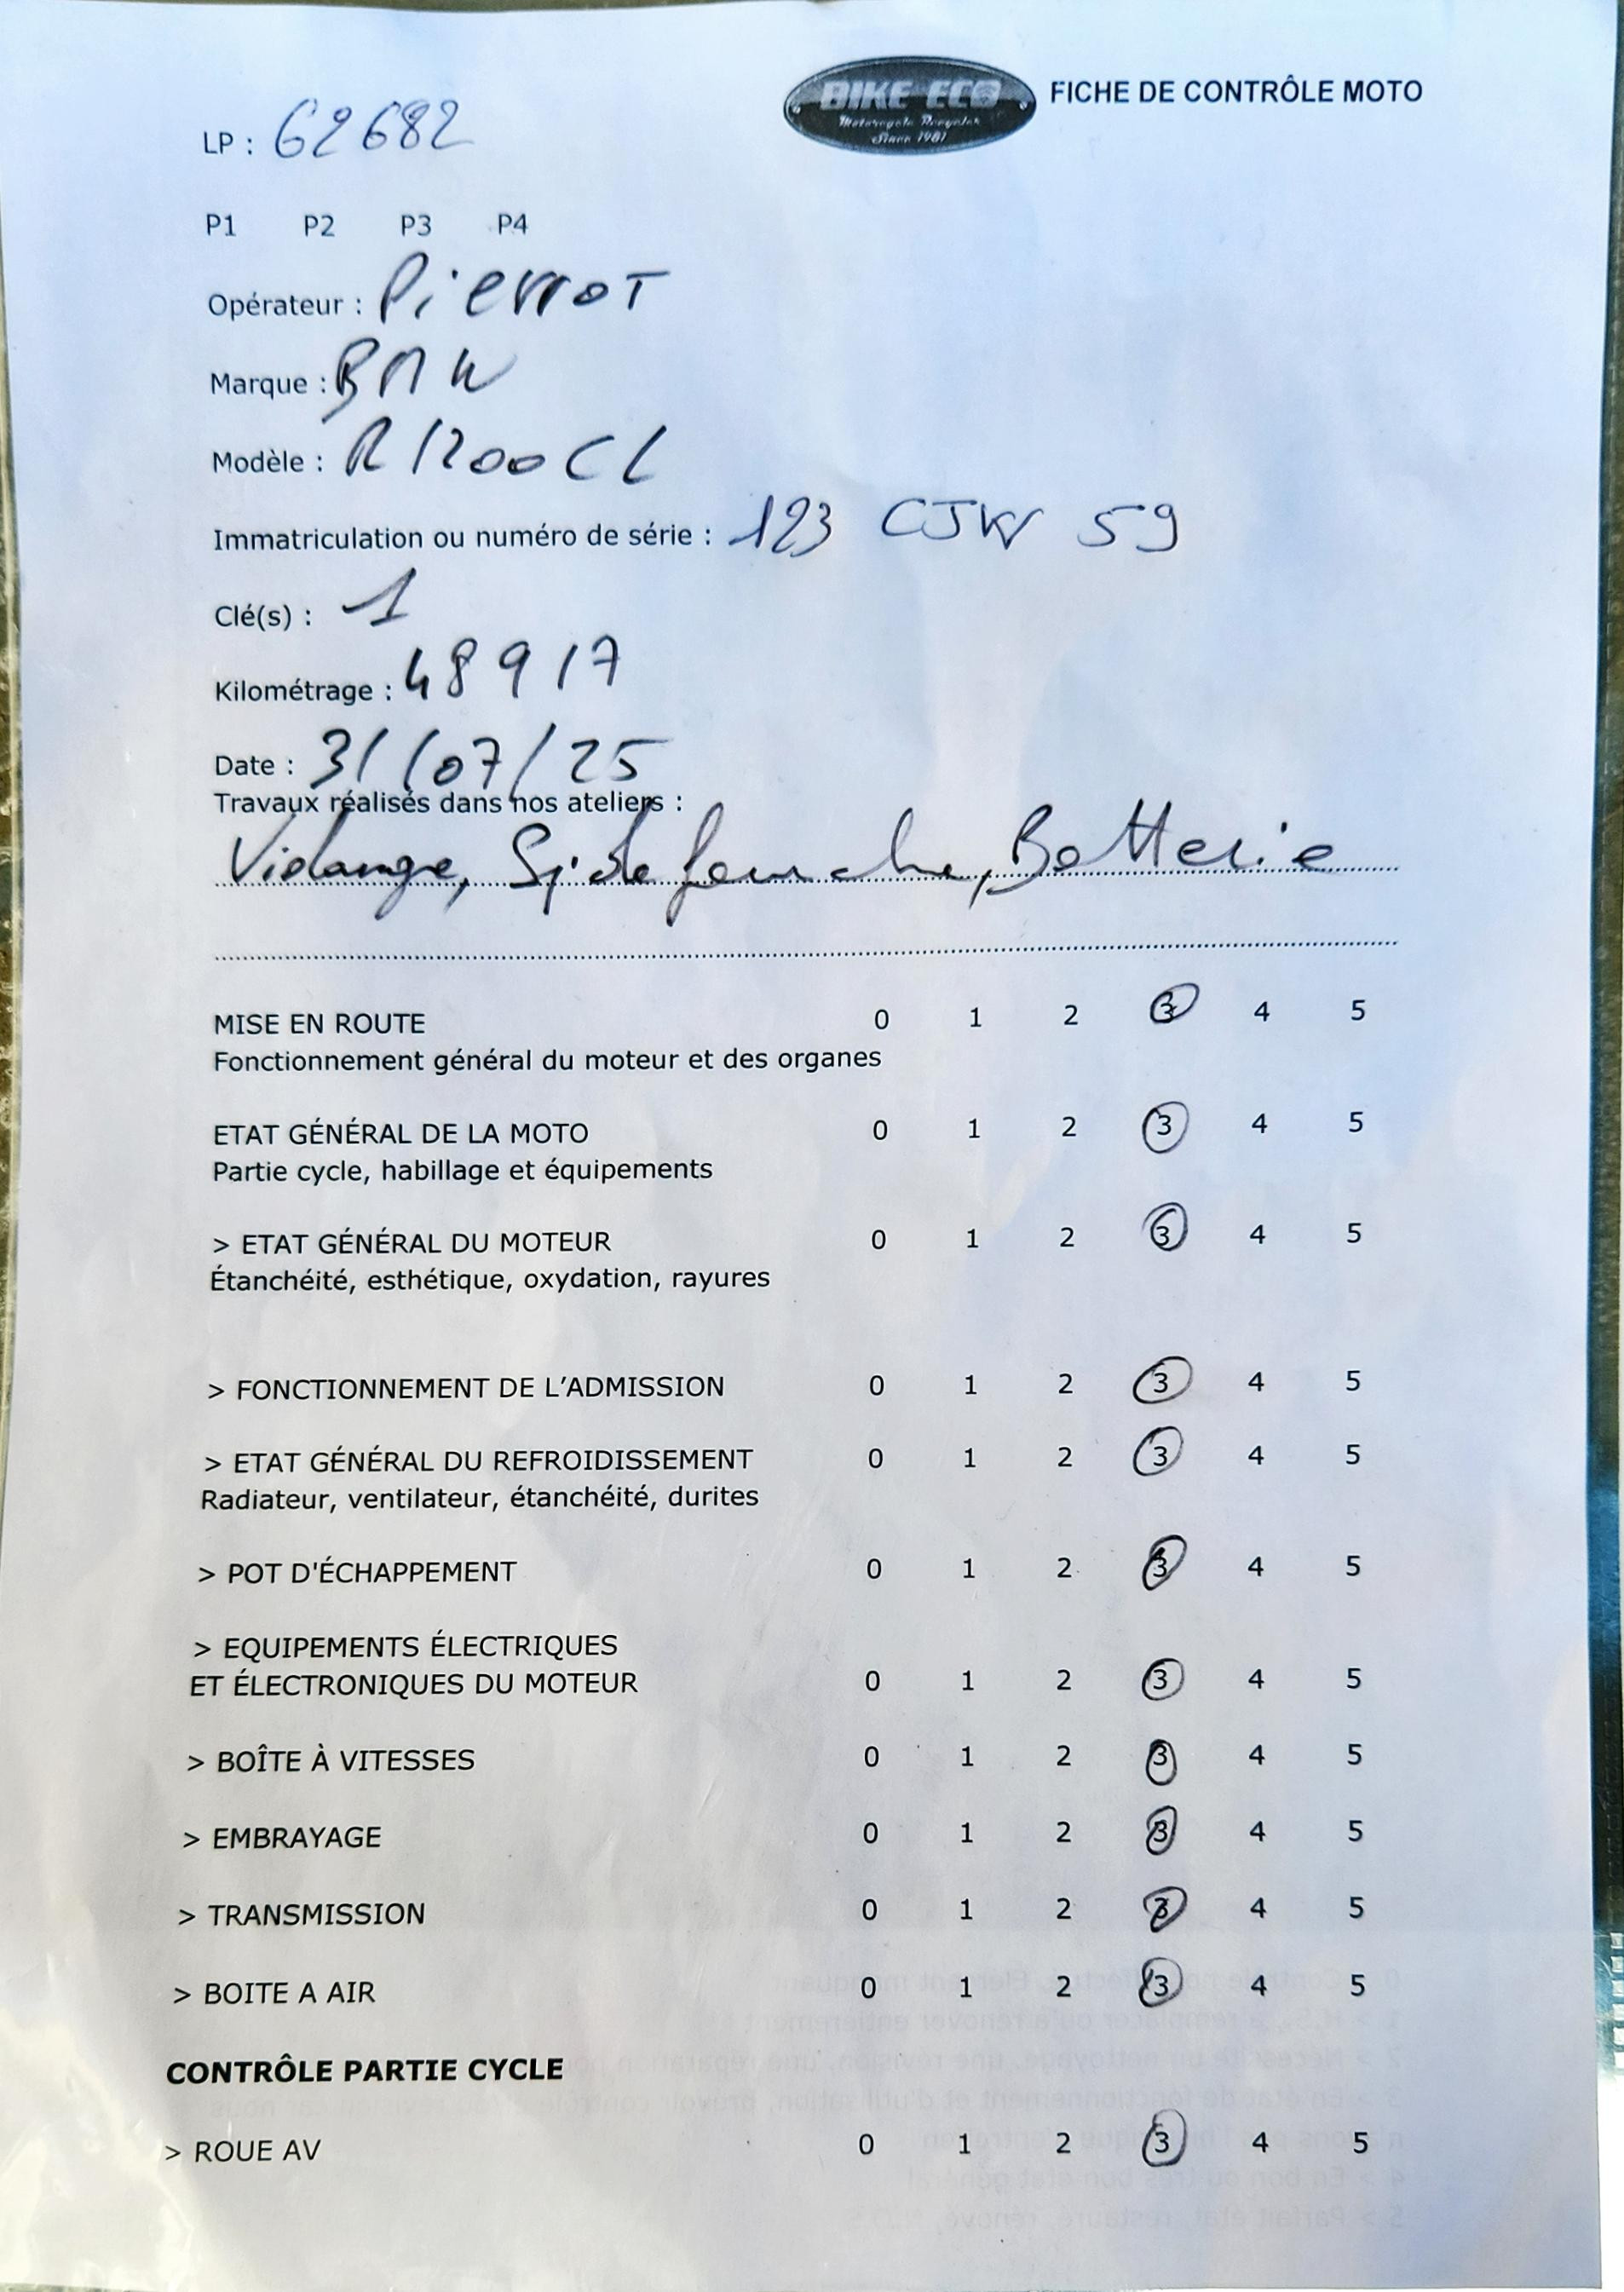 BIKE ECO
Motorcycle Recycler
Since 1981
FICHE DE CONTRÔLE MOTO
LP : 62682
P1 P2 P3 P4
Opérateur : PierroT
Marque : BMW
Modèle : R1200CL
Immatriculation ou numéro de série : 123 CJW 59
Clé(s) : 1
Kilométrage : 48917
Date : 31/07/25
Travaux réalisés dans nos ateliers :
Vidange, Spi de fourche, Batterie
MISE EN ROUTE 0 1 2 3 4 5
Fonctionnement général du moteur et des organes
ETAT GÉNÉRAL DE LA MOTO 0 1 2 3 4 5
Partie cycle, habillage et équipements
> ETAT GÉNÉRAL DU MOTEUR 0 1 2 3 4 5
Étanchéité, esthétique, oxydation, rayures
> FONCTIONNEMENT DE L'ADMISSION 0 1 2 3 4 5
> ETAT GÉNÉRAL DU REFROIDISSEMENT 0 1 2 3 4 5
Radiateur, ventilateur, étanchéité, durites
> POT D'ÉCHAPPEMENT 0 1 2 3 4 5
> EQUIPEMENTS ÉLECTRIQUES
ET ÉLECTRONIQUES DU MOTEUR 0 1 2 3 4 5
> BOÎTE À VITESSES 0 1 2 3 4 5
> EMBRAYAGE 0 1 2 3 4 5
> TRANSMISSION 0 1 2 3 4 5
> BOITE A AIR 0 1 2 3 4 5
CONTRÔLE PARTIE CYCLE
> ROUE AV 0 1 2 3 4 5